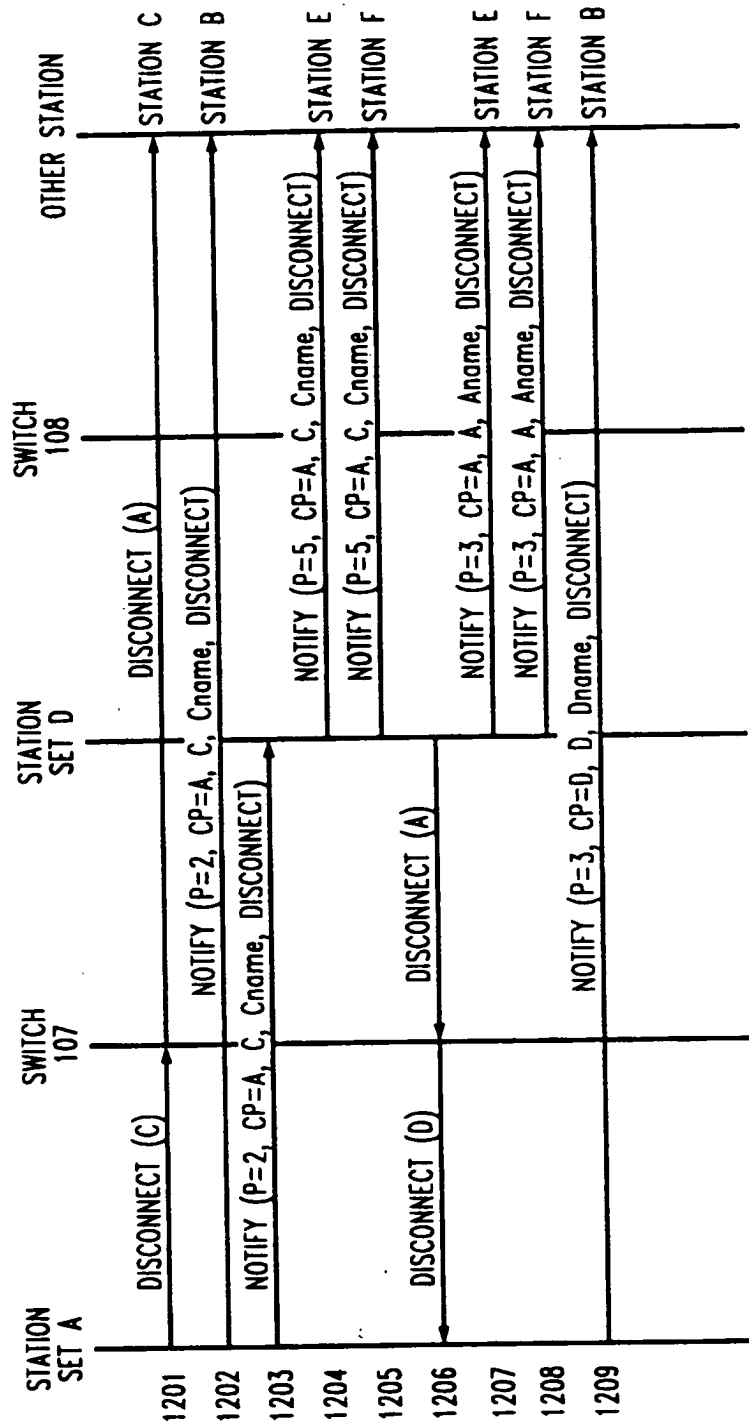 STATION
SET A
SWITCH
107
STATION
SET D
SWITCH
108
OTHER STATION
1201
DISCONNECT (C)
DISCONNECT (A)
STATION C
1202
NOTIFY (P=2, CP=A, C, Cname, DISCONNECT)
STATION B
1203
NOTIFY (P=2, CP=A, C, Cname, DISCONNECT)
1204
NOTIFY (P=5, CP=A, C, Cname, DISCONNECT)
STATION E
1205
NOTIFY (P=5, CP=A, C, Cname, DISCONNECT)
STATION F
1206
DISCONNECT (D)
DISCONNECT (A)
1207
NOTIFY (P=3, CP=A, A, Aname, DISCONNECT)
STATION E
1208
NOTIFY (P=3, CP=A, A, Aname, DISCONNECT)
STATION F
1209
NOTIFY (P=3, CP=D, D, Dname, DISCONNECT)
STATION B